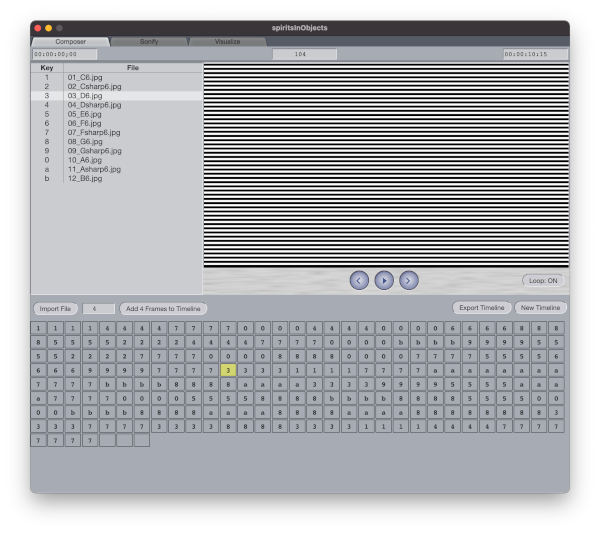 spiritsInObjects
Composer Sonify Visualize
00:00:00;00 104 00:00:10:15
Key File
1 01_C6.jpg
2 02_Csharp6.jpg
3 03_D6.jpg
4 04_Dsharp6.jpg
5 05_E6.jpg
6 06_F6.jpg
7 07_Fsharp6.jpg
8 08_G6.jpg
9 09_Gsharp6.jpg
0 10_A6.jpg
a 11_Asharp6.jpg
b 12_B6.jpg
Loop: ON
Import File 4 Add 4 Frames to Timeline Export Timeline New Timeline
1 1 1 1 4 4 4 4 7 7 7 7 0 0 0 0 4 4 4 4 0 0 0 0 6 6 6 6 8 8 8
8 5 5 5 5 2 2 2 2 4 4 4 4 7 7 7 7 0 0 0 0 b b b b 9 9 9 9 5 5
5 5 2 2 2 2 7 7 7 7 0 0 0 0 8 8 8 8 0 0 0 0 7 7 7 7 5 5 5 5 6
6 6 6 9 9 9 9 7 7 7 7 3 3 3 3 1 1 1 1 7 7 7 7 a a a a a a a a
7 7 7 7 b b b b 8 8 8 8 a a a a 3 3 3 3 9 9 9 9 5 5 5 5 a a a
a 7 7 7 7 0 0 0 0 5 5 5 5 8 8 8 8 b b b b 8 8 8 8 5 5 5 5 0 0
0 0 b b b b 8 8 8 8 a a a a 8 8 8 8 a a a a 8 8 8 8 8 8 8 8 3
3 3 3 7 7 7 7 3 3 3 3 8 8 8 8 3 3 3 3 1 1 1 1 4 4 4 4 7 7 7 7
7 7 7 7